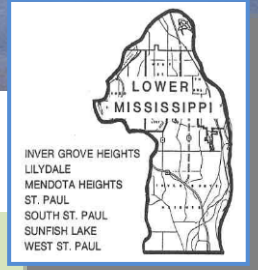 LOWER
MISSISSIPPI
INVER GROVE HEIGHTS
LILYDALE
MENDOTA HEIGHTS
ST. PAUL
SOUTH ST. PAUL
SUNFISH LAKE
WEST ST. PAUL